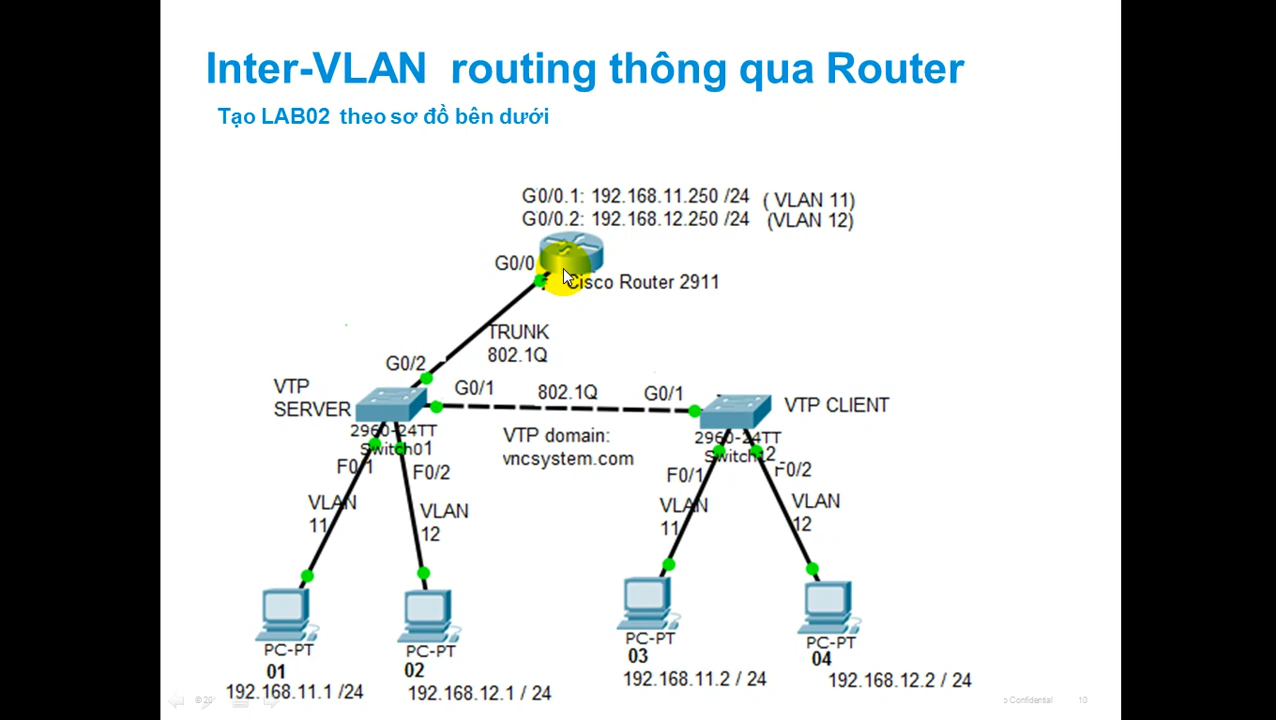 Inter-VLAN routing thông qua Router
Tạo LAB02 theo sơ đồ bên dưới
G0/0.1: 192.168.11.250 /24 ( VLAN 11)
G0/0.2: 192.168.12.250 /24 (VLAN 12)
G0/0
Cisco Router 2911
TRUNK
802.1Q
G0/2
VTP
SERVER
G0/1
802.1Q
G0/1
VTP CLIENT
2960-24TT
Switch01
2960-24TT
VTP domain:
vncsystem.com
F0/1
F0/2
F0/1
F0/2
VLAN
11
VLAN
12
VLAN
11
VLAN
12
PC-PT
01
192.168.11.1 /24
PC-PT
02
192.168.12.1 / 24
PC-PT
03
192.168.11.2 / 24
PC-PT
04
192.168.12.2 / 24
Confidential
10